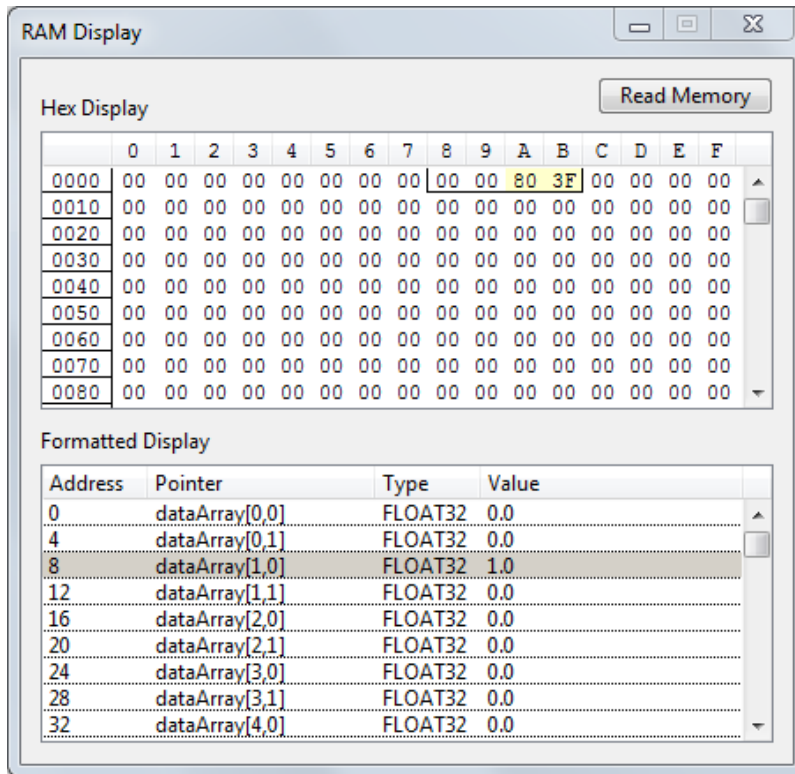 RAM Display
Read Memory
Hex Display
0 1 2 3 4 5 6 7 8 9 A B C D E F
0000 00 00 00 00 00 00 00 00 00 00 80 3F 00 00 00 00
0010 00 00 00 00 00 00 00 00 00 00 00 00 00 00 00 00
0020 00 00 00 00 00 00 00 00 00 00 00 00 00 00 00 00
0030 00 00 00 00 00 00 00 00 00 00 00 00 00 00 00 00
0040 00 00 00 00 00 00 00 00 00 00 00 00 00 00 00 00
0050 00 00 00 00 00 00 00 00 00 00 00 00 00 00 00 00
0060 00 00 00 00 00 00 00 00 00 00 00 00 00 00 00 00
0070 00 00 00 00 00 00 00 00 00 00 00 00 00 00 00 00
0080 00 00 00 00 00 00 00 00 00 00 00 00 00 00 00 00
Formatted Display
Address Pointer Type Value
0 dataArray[0,0] FLOAT32 0.0
4 dataArray[0,1] FLOAT32 0.0
8 dataArray[1,0] FLOAT32 1.0
12 dataArray[1,1] FLOAT32 0.0
16 dataArray[2,0] FLOAT32 0.0
20 dataArray[2,1] FLOAT32 0.0
24 dataArray[3,0] FLOAT32 0.0
28 dataArray[3,1] FLOAT32 0.0
32 dataArray[4,0] FLOAT32 0.0